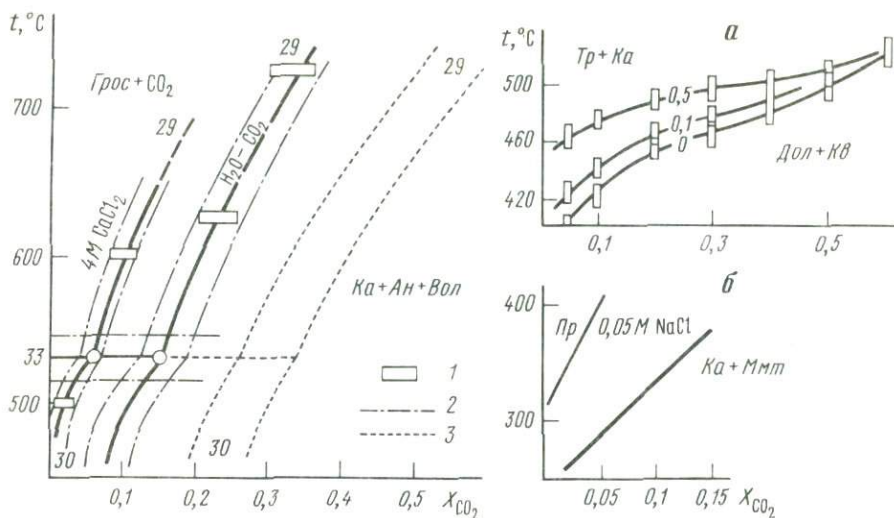 t,°C
700
600
33
500
0,1
0,2
0,3
0,4
0,5
X_CO₂
Грос+CO₂
29
29
29
4M CaCl₂
H₂O–CO₂
Ка+Ан+Вол
1
2
3
30
30
a
t,°C
500
460
420
0,1
0,3
0,5
Тр+Ка
0,5
0,1
0
Дол+Кв
б
400
300
Пр
0,05M NaCl
Ка+Ммт
0,05
0,1
0,15
X_CO₂